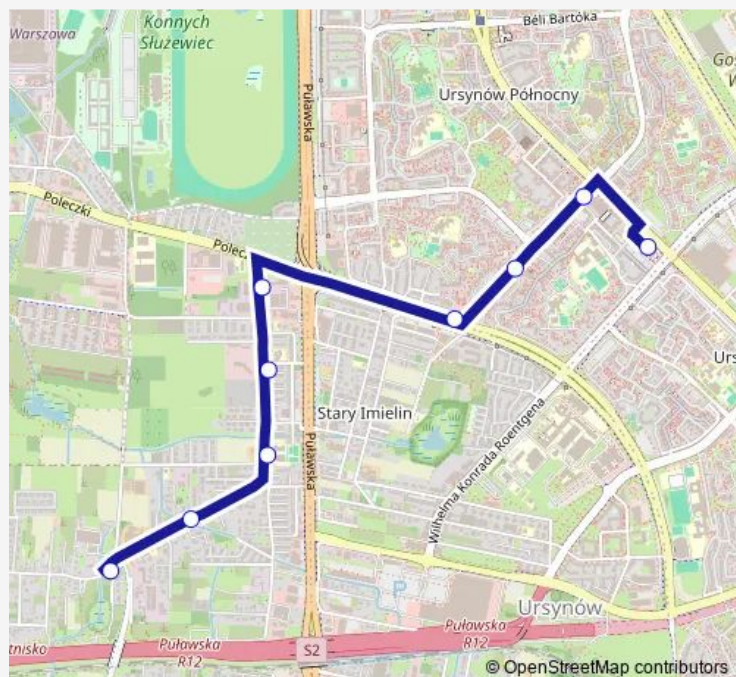 Konnych
Służewiec
Warszawa
Béli Bartóka
Ursynów Północny
Puławska
Poleczki
Stary Imielin
Puławska
Wilhelma Konrada Roentgena
Ursynów
Puławska
R12
Puławska
R12
S2
© OpenStreetMap contributors